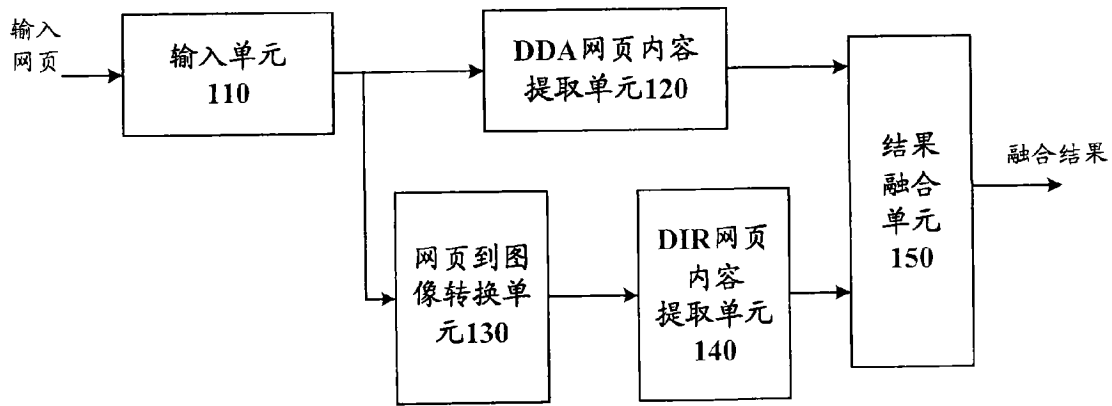 输入
网页
输入单元
110
DDA网页内容
提取单元120
网页到图
像转换单
元130
DIR网页
内容
提取单元
140
结果
融合
单元
150
融合结果